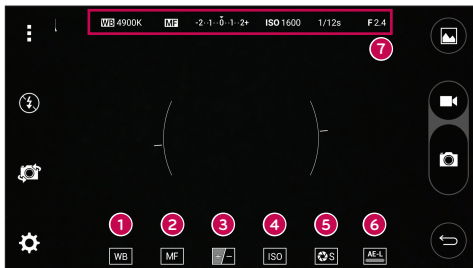 WB 4900K MF -2··1··0··1··2+ ISO 1600 1/12s F 2.4
7
1 2 3 4 5 6
WB MF +/- ISO S AE-L